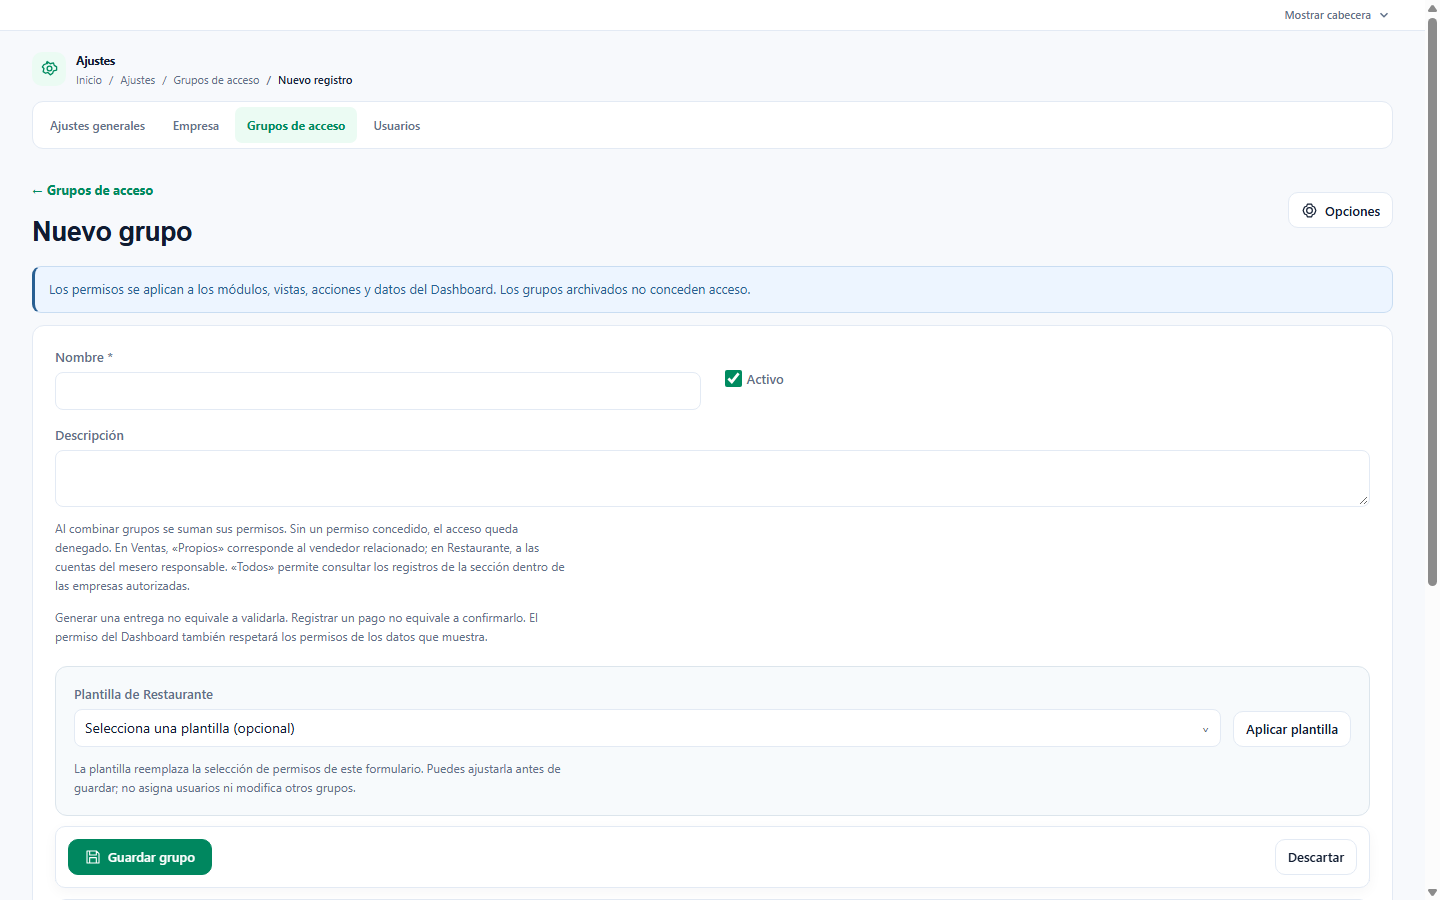 Mostrar cabecera
Ajustes
Inicio / Ajustes / Grupos de acceso / Nuevo registro
Ajustes generales Empresa Grupos de acceso Usuarios
← Grupos de acceso
Opciones
Nuevo grupo
Los permisos se aplican a los módulos, vistas, acciones y datos del Dashboard. Los grupos archivados no conceden acceso.
Nombre *
Activo
Descripción
Al combinar grupos se suman sus permisos. Sin un permiso concedido, el acceso queda
denegado. En Ventas, «Propios» corresponde al vendedor relacionado; en Restaurante, a las
cuentas del mesero responsable. «Todos» permite consultar los registros de la sección dentro de
las empresas autorizadas.
Generar una entrega no equivale a validarla. Registrar un pago no equivale a confirmarlo. El
permiso del Dashboard también respetará los permisos de los datos que muestra.
Plantilla de Restaurante
Selecciona una plantilla (opcional)
Aplicar plantilla
La plantilla reemplaza la selección de permisos de este formulario. Puedes ajustarla antes de
guardar; no asigna usuarios ni modifica otros grupos.
Guardar grupo
Descartar